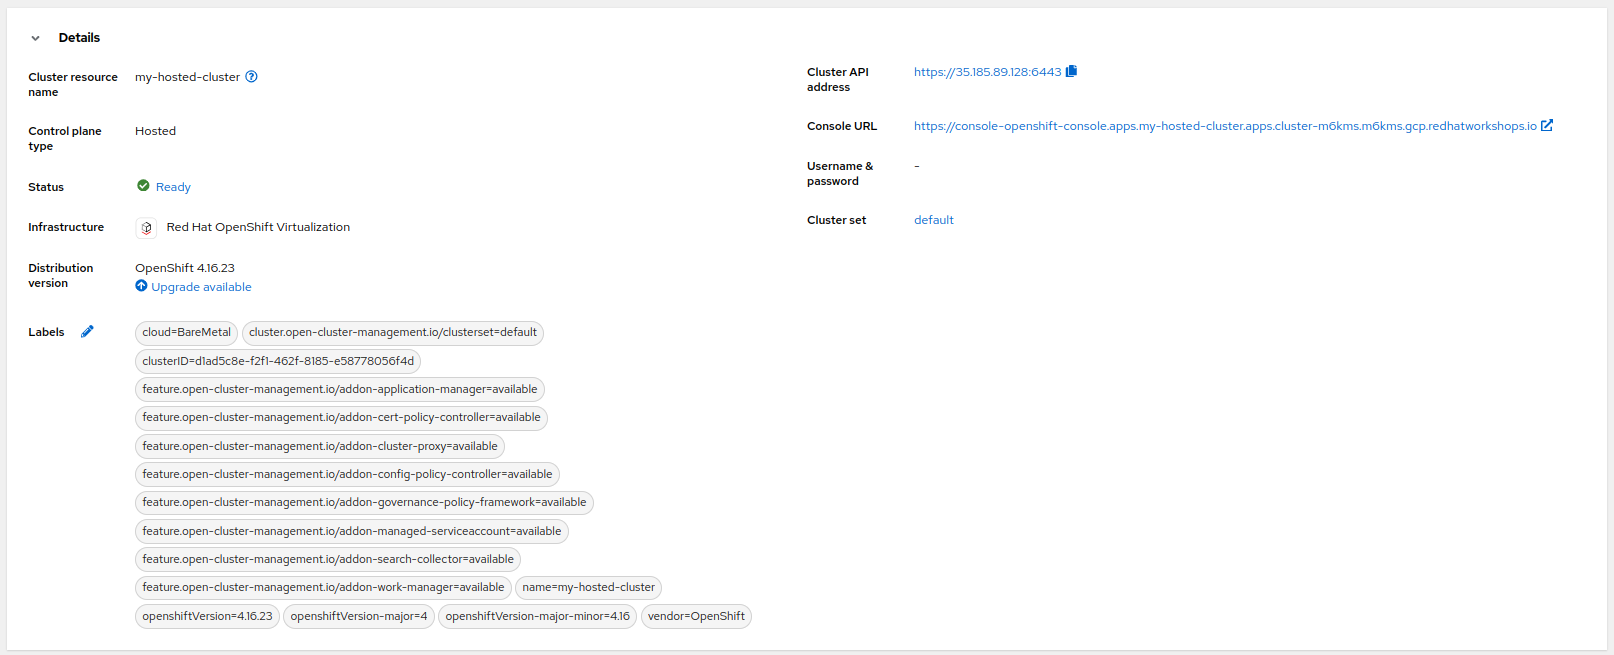 Details
Cluster resource name
my-hosted-cluster
Control plane type
Hosted
Status
Ready
Infrastructure
Red Hat OpenShift Virtualization
Distribution version
OpenShift 4.16.23
Upgrade available
Labels
cloud=BareMetal
cluster.open-cluster-management.io/clusterset=default
clusterID=d1ad5c8e-f2f1-462f-8185-e58778056f4d
feature.open-cluster-management.io/addon-application-manager=available
feature.open-cluster-management.io/addon-cert-policy-controller=available
feature.open-cluster-management.io/addon-cluster-proxy=available
feature.open-cluster-management.io/addon-config-policy-controller=available
feature.open-cluster-management.io/addon-governance-policy-framework=available
feature.open-cluster-management.io/addon-managed-serviceaccount=available
feature.open-cluster-management.io/addon-search-collector=available
feature.open-cluster-management.io/addon-work-manager=available
name=my-hosted-cluster
openshiftVersion=4.16.23
openshiftVersion-major=4
openshiftVersion-major-minor=4.16
vendor=OpenShift
Cluster API address
https://35.185.89.128:6443
Console URL
https://console-openshift-console.apps.my-hosted-cluster.apps.cluster-m6kms.m6kms.gcp.redhatworkshops.io
Username & password
-
Cluster set
default